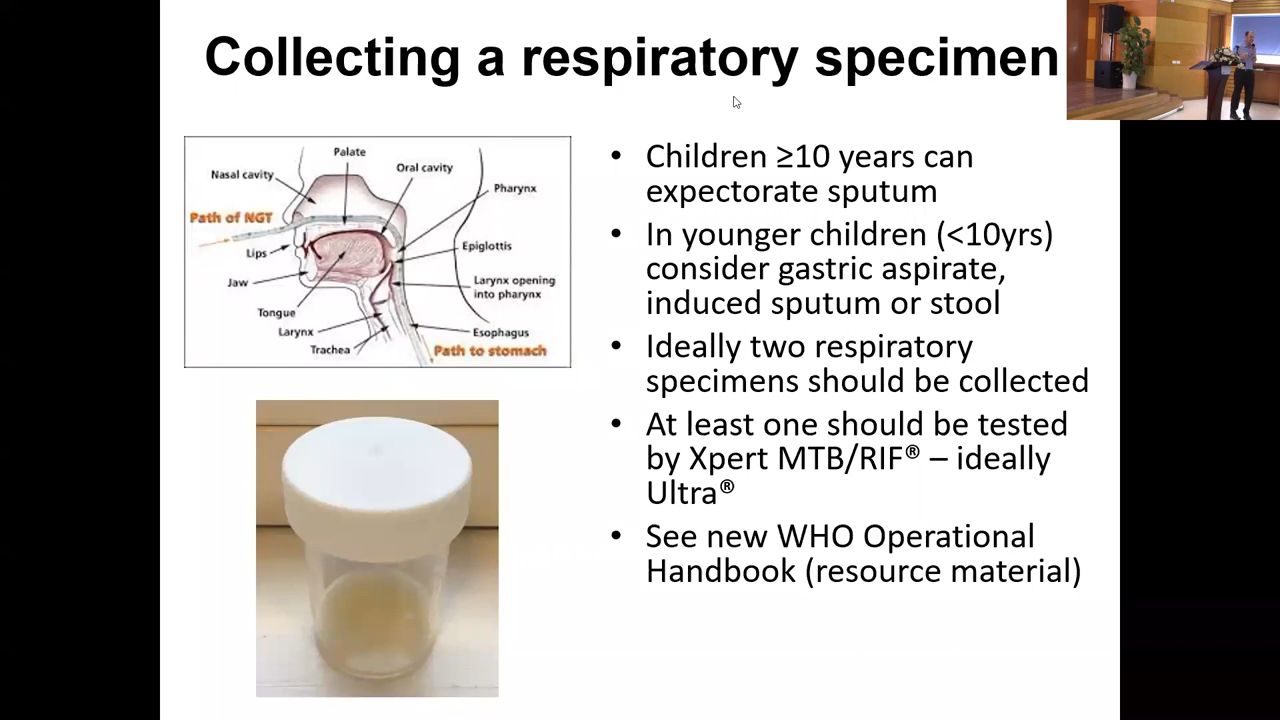 Collecting a respiratory specimen
Palate
Nasal cavity
Oral cavity
Pharynx
Path of NGT
Lips
Epiglottis
Jaw
Larynx opening
into pharynx
Tongue
Larynx
Esophagus
Trachea
Path to stomach
• Children ≥10 years can
expectorate sputum
• In younger children (<10yrs)
consider gastric aspirate,
induced sputum or stool
• Ideally two respiratory
specimens should be collected
• At least one should be tested
by Xpert MTB/RIF® – ideally
Ultra®
• See new WHO Operational
Handbook (resource material)